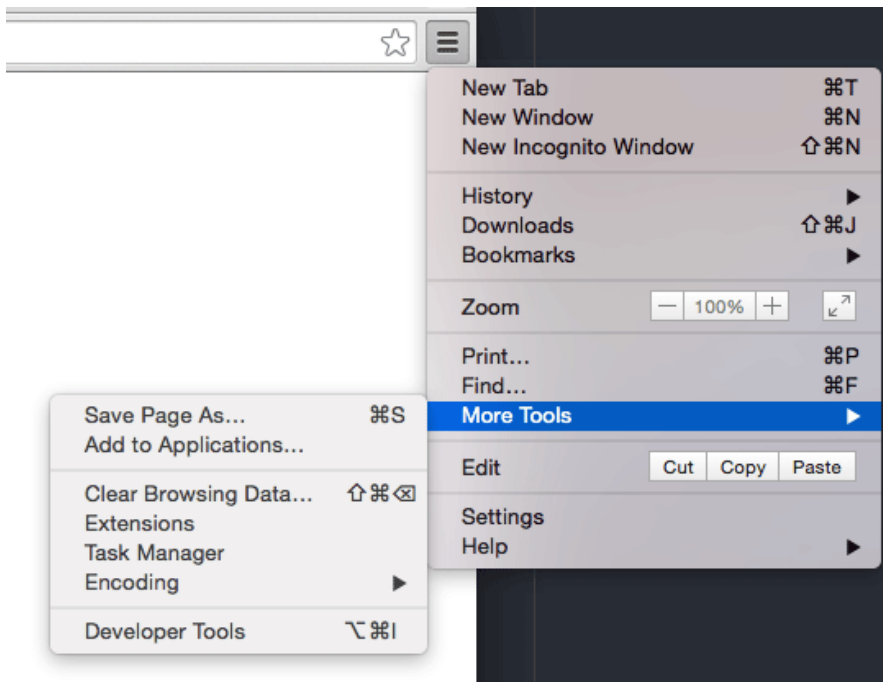 New Tab ⌘T
New Window ⌘N
New Incognito Window ⇧⌘N
History ▶
Downloads ⇧⌘J
Bookmarks ▶
Zoom — 100% +
Print... ⌘P
Find... ⌘F
More Tools ▶
Edit Cut Copy Paste
Settings
Help ▶
Save Page As... ⌘S
Add to Applications...
Clear Browsing Data... ⇧⌘⌫
Extensions
Task Manager
Encoding ▶
Developer Tools ⌥⌘I